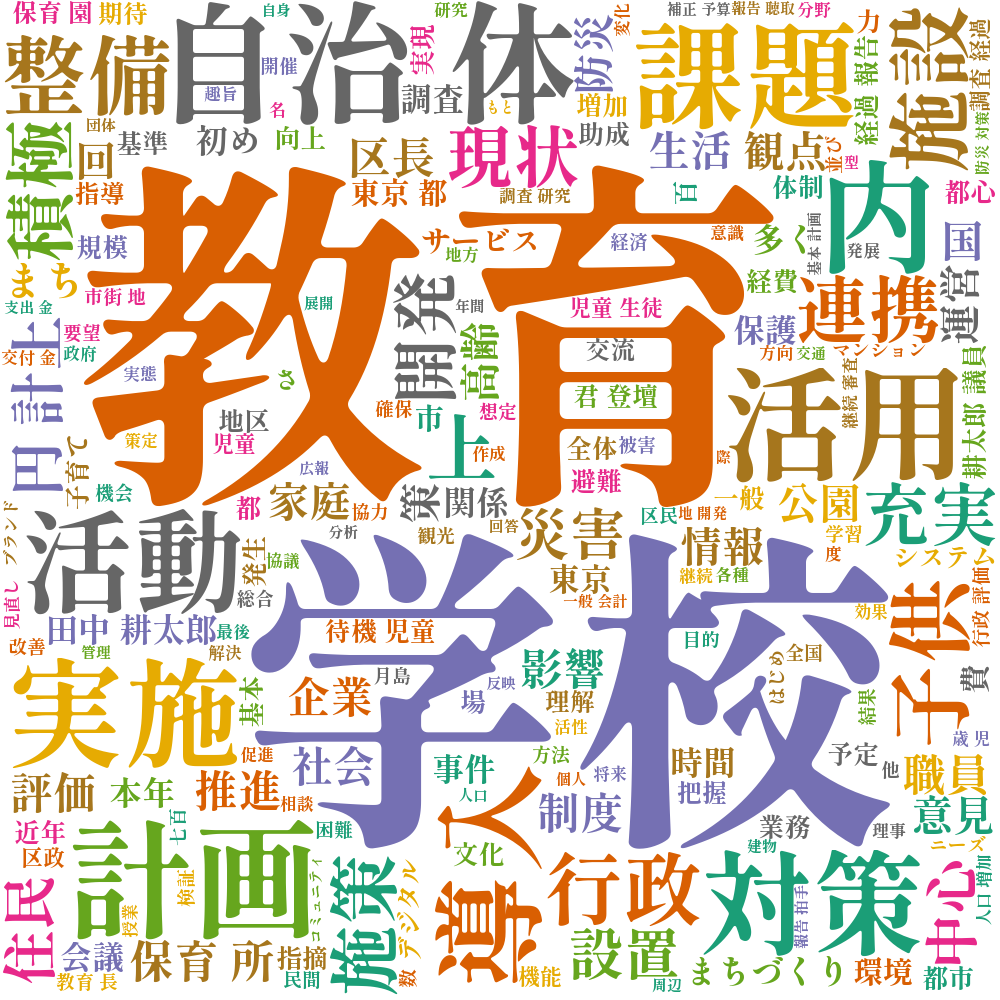 保育 園
期待
自身
自治体
研究
実現
防災
変化
補正 予算
報告 聴取
分野
力
整備
開催
趣旨
調査
名
もと
増加
課題
報告
経過
施設
調査 経過
防災 対策
団体
基準
初め
向上
助成
回
積極
指導
区長
現状
生活
観点
並び
型
東京 都
調査 研究
百
体制
内
都心
規模
サービス
地方
経済
意識
多く
基本 計画
発展
国
まち
教育
市街 地
展開
開発
年間
児童 生徒
経費
連携
運営
支出 金
要望
上
高齢
保護
交付 金
政府
実態
交流
方向
交通
マンション
議員
円
計
さ
確保
君 登壇
活用
継続 審査
耕太郎
地区
市
想定
策定
児童
上
全体
被害
子育て
広報
作成
避難
際
機会
家庭
策
都
協力
関係
一般
公園
充実
ブランド
活動
分析
観光
回答
災害
区民
地 開発
学習
情報
度
システム
発生
協議
東京
継続
各種
見直し
総合
一般 会計
子供
行政 評価
田中 耕太郎
最後
学校
待機 児童
目的
効果
改善
管理
解決
月島
影響
はじめ
全国
実施
基本
企業
反映
場
理解
結果
費
促進
社会
活性
歳 児
方法
予定
他
評価
本年
推進
相談
事件
人口
個人
将来
時間
把握
職員
近年
七百
困難
導入
制度
業務
理事
意見
区政
計画
文化
建物
ニーズ
検証
コミュニティ
施策
デジタル
行政
対策
人口 増加
住民
授業
報告 拍手
中心
会議
保育 所
指摘
設置
まちづくり
環境
教育 長
民間
数
機能
周辺
都市